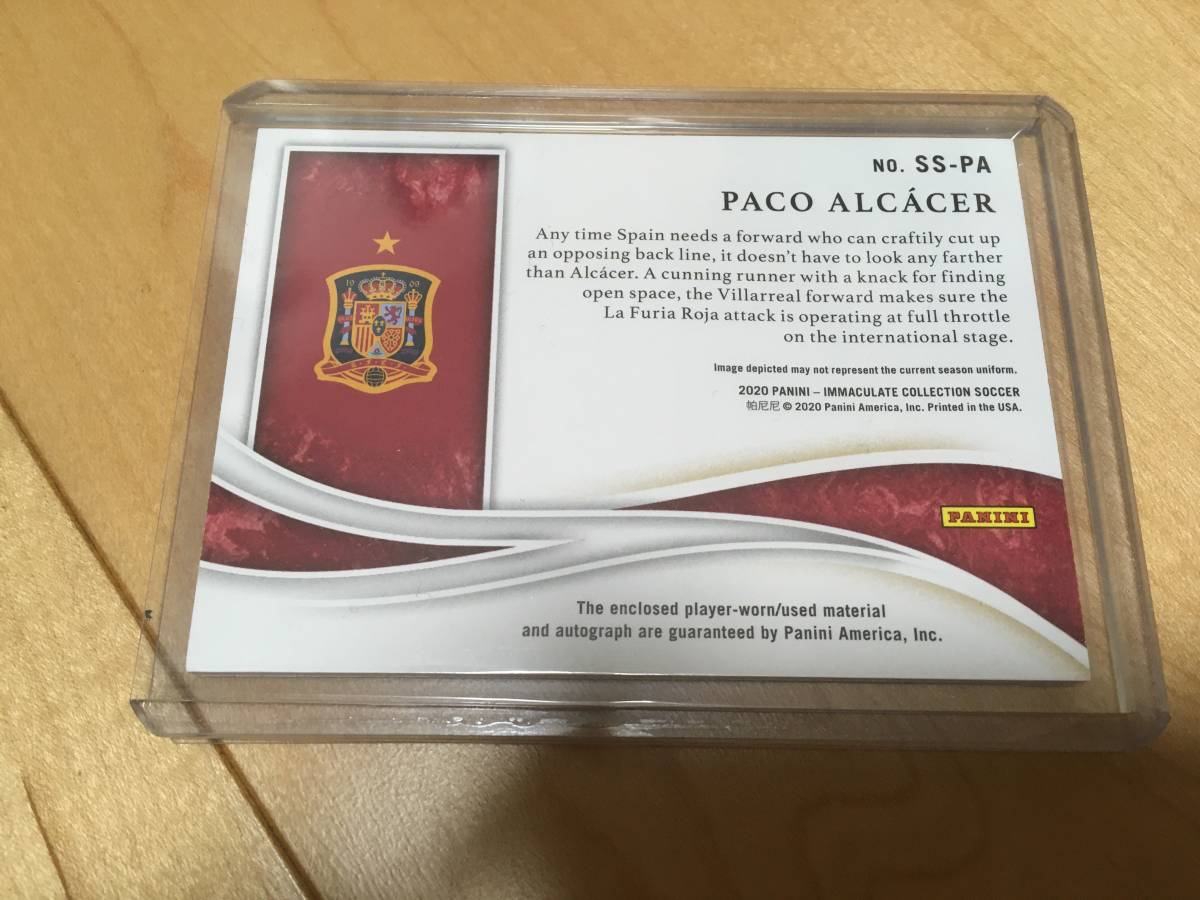 NO. SS-PA
PACO ALCÁCER
Any time Spain needs a forward who can craftily cut up
an opposing back line, it doesn't have to look any farther
than Alcácer. A cunning runner with a knack for finding
open space, the Villarreal forward makes sure the
La Furia Roja attack is operating at full throttle
on the international stage.
Image depicted may not represent the current season uniform.
2020 PANINI – IMMACULATE COLLECTION SOCCER
帕尼尼 © 2020 Panini America, Inc. Printed in the USA.
PANINI
The enclosed player-worn/used material
and autograph are guaranteed by Panini America, Inc.